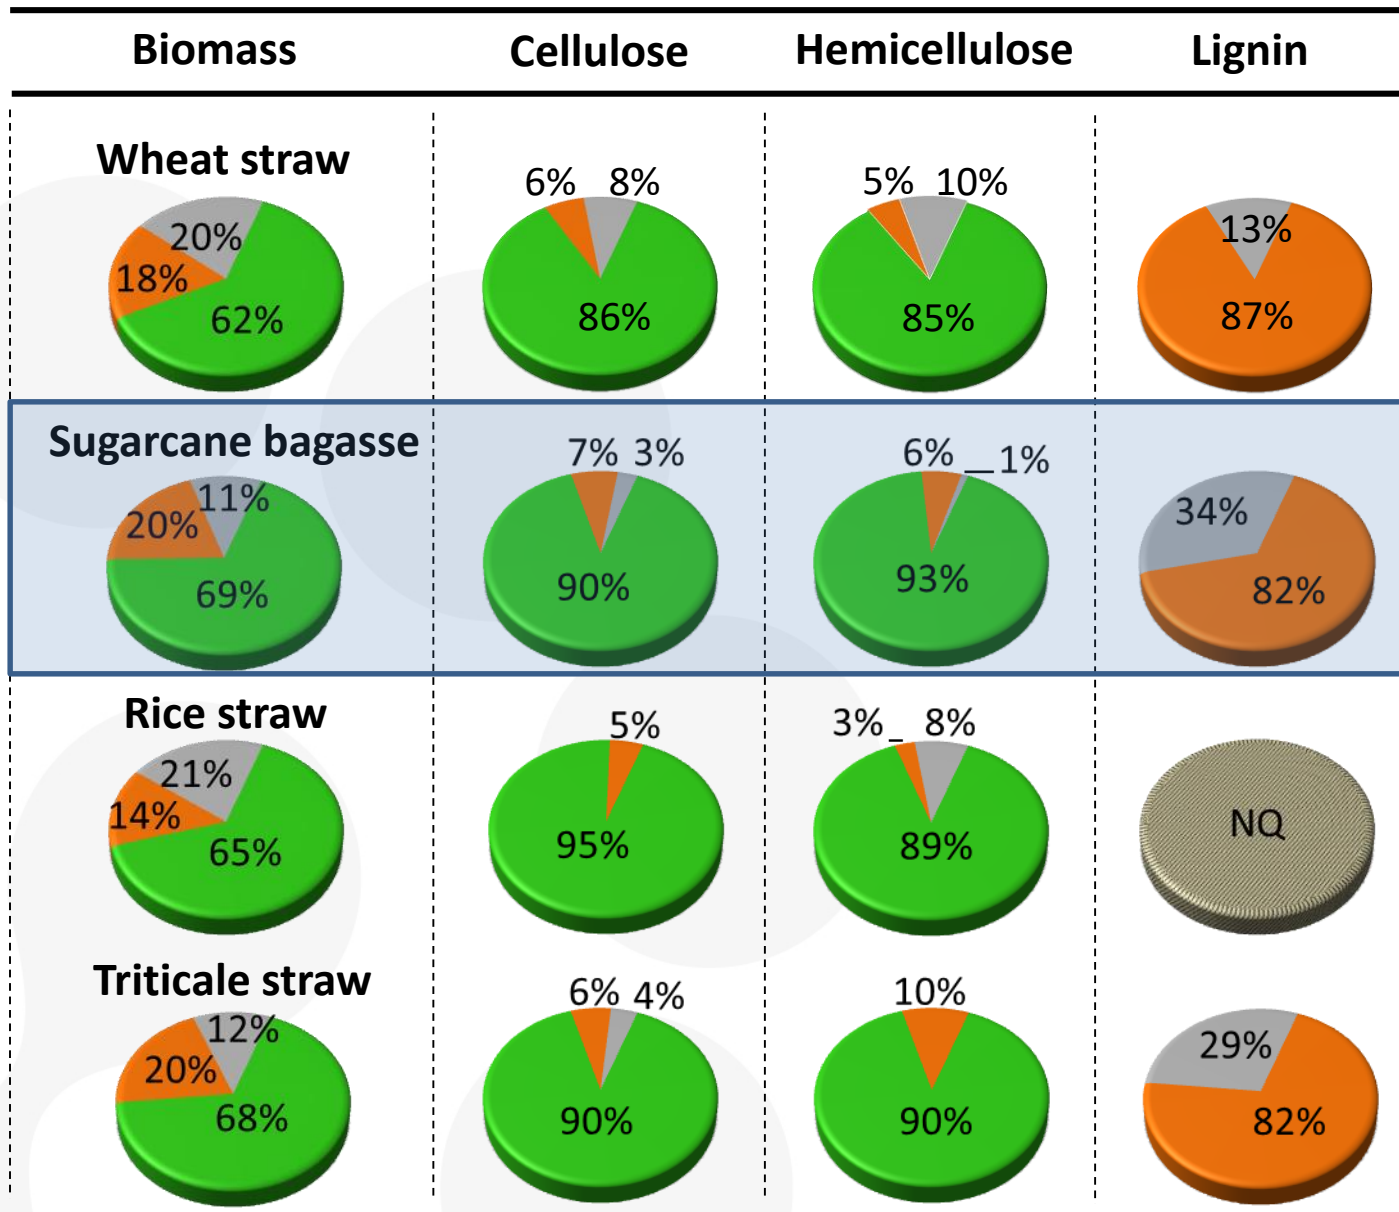 Biomass Cellulose Hemicellulose Lignin
Wheat straw
6% 8% 5% 10%
20% 13%
18%
62% 86% 85% 87%
Sugarcane bagasse
7% 3% 6% 1%
11% 34%
20%
69% 90% 93% 82%
Rice straw
5% 3% 8%
21%
14% NQ
65% 95% 89%
Triticale straw
6% 4% 10%
12% 29%
20%
68% 90% 90% 82%